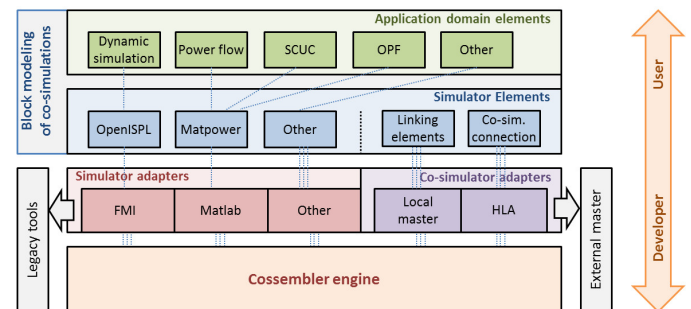 Block modeling
of co-simulations
Application domain elements
Dynamic
simulation
Power flow
SCUC
OPF
Other
Simulator Elements
OpenISPL
Matpower
Other
Linking
elements
Co-sim.
connection
Legacy tools
Simulator adapters
FMI
Matlab
Other
Co-simulator adapters
Local
master
HLA
External master
Cossembler engine
User
Developer